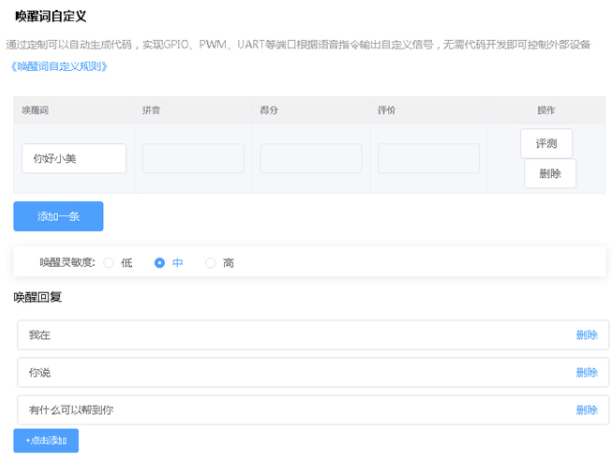 唤醒词自定义
通过定制可以自动生成代码，实现GPIO、PWM、UART等端口根据语音指令输出自定义信号，无需代码开发即可控制外部设备
《唤醒词自定义规则》
唤醒词 拼音 得分 评价 操作
你好小美 评测
删除
添加一条
唤醒灵敏度: 低 中 高
唤醒回复
我在 删除
你说 删除
有什么可以帮到你 删除
+点击添加